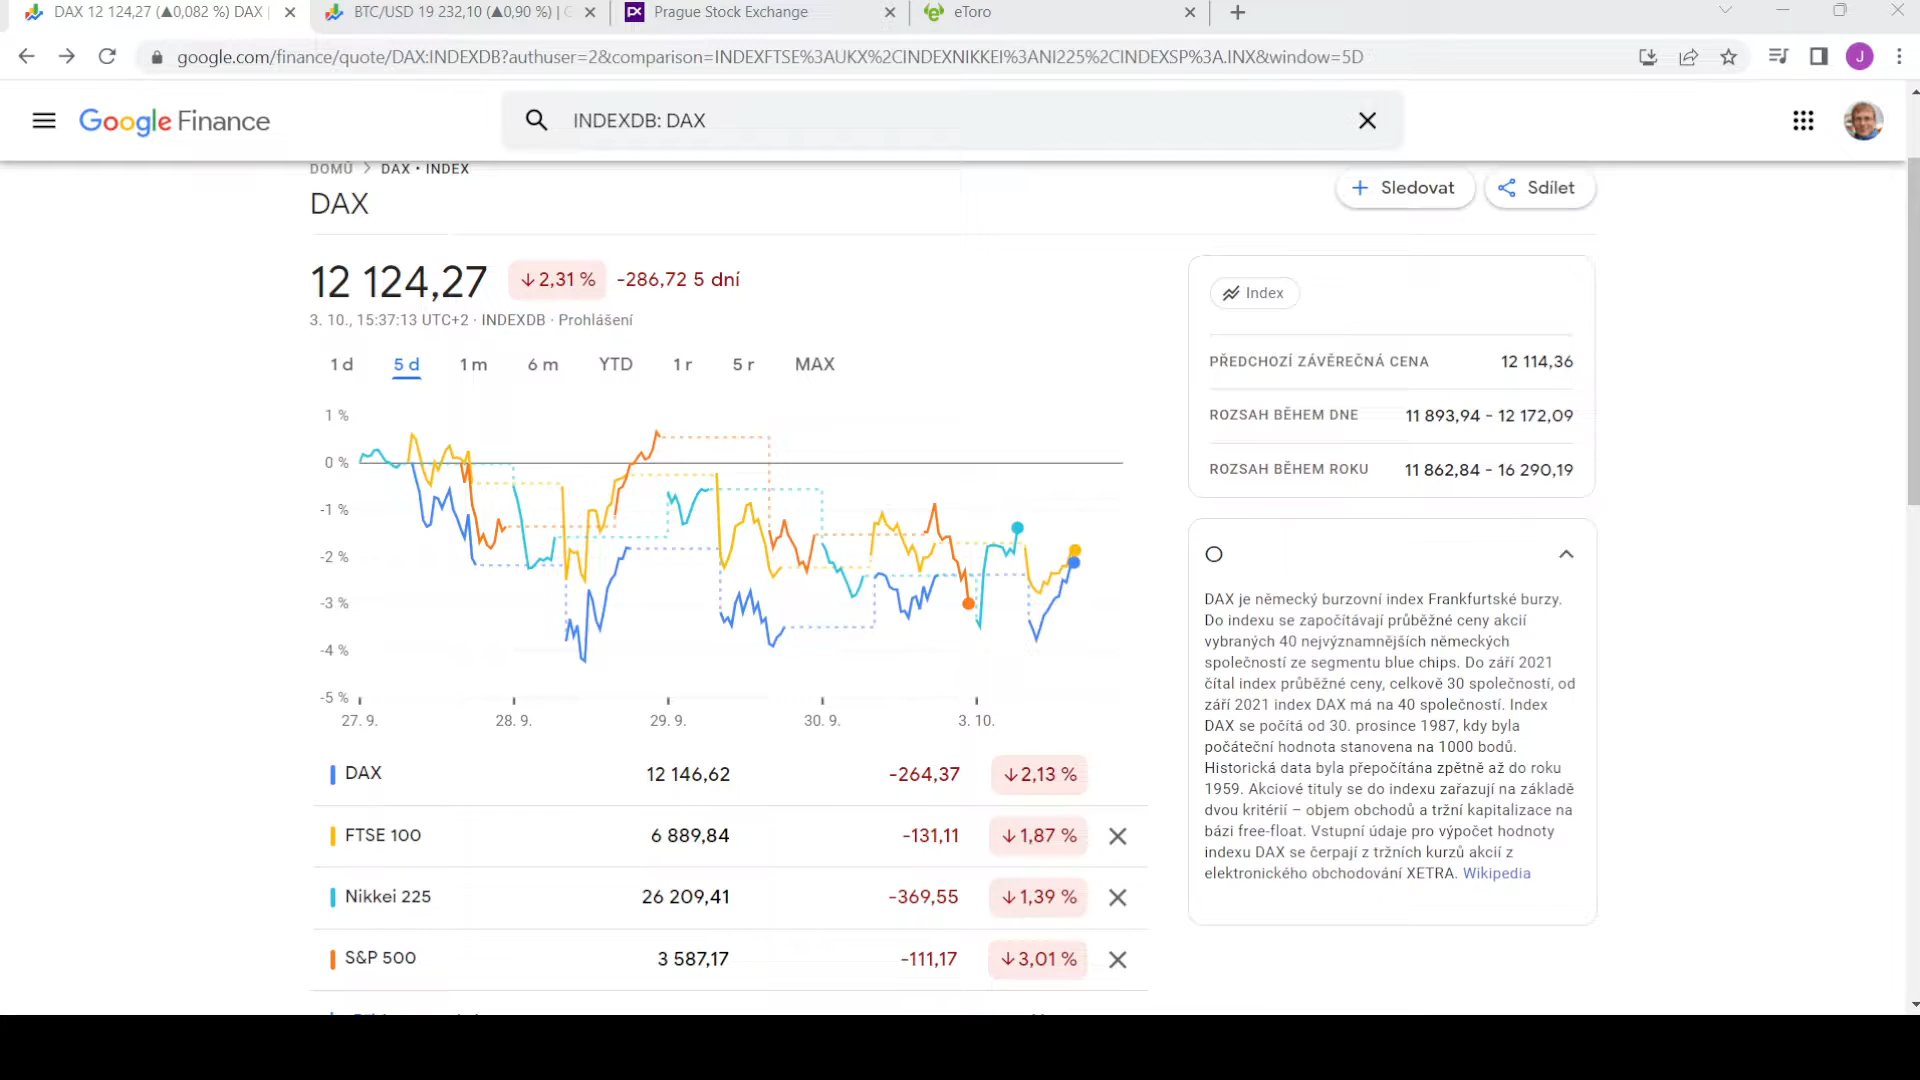 DAX 12 124,27 (▲0,082 %) DAX
BTC/USD 19 232,10 (▲0,90 %) |
Prague Stock Exchange
eToro
google.com/finance/quote/DAX:INDEXDB?authuser=2&comparison=INDEXFTSE%3AUKX%2CINDEXNIKKEI%3ANI225%2CINDEXSP%3A.INX&window=5D
J
Google Finance
INDEXDB: DAX
DOMŮ > DAX • INDEX
DAX
Sledovat
Sdílet
12 124,27 ↓2,31 % -286,72 5 dní
3. 10., 15:37:13 UTC+2 · INDEXDB · Prohlášení
1 d 5 d 1 m 6 m YTD 1 r 5 r MAX
1 %
0 %
-1 %
-2 %
-3 %
-4 %
-5 %
27. 9. 28. 9. 29. 9. 30. 9. 3. 10.
DAX 12 146,62 -264,37 ↓2,13 %
FTSE 100 6 889,84 -131,11 ↓1,87 %
Nikkei 225 26 209,41 -369,55 ↓1,39 %
S&P 500 3 587,17 -111,17 ↓3,01 %
Index
PŘEDCHOZÍ ZÁVĚREČNÁ CENA 12 114,36
ROZSAH BĚHEM DNE 11 893,94 - 12 172,09
ROZSAH BĚHEM ROKU 11 862,84 - 16 290,19
DAX je německý burzovní index Frankfurtské burzy.
Do indexu se započítávají průběžné ceny akcií
vybraných 40 nejvýznamnějších německých
společností ze segmentu blue chips. Do září 2021
čítal index průběžné ceny, celkově 30 společností, od
září 2021 index DAX má na 40 společností. Index
DAX se počítá od 30. prosince 1987, kdy byla
počáteční hodnota stanovena na 1000 bodů.
Historická data byla přepočítána zpětně až do roku
1959. Akciové tituly se do indexu zařazují na základě
dvou kritérií – objem obchodů a tržní kapitalizace na
bázi free-float. Vstupní údaje pro výpočet hodnoty
indexu DAX se čerpají z tržních kurzů akcií z
elektronického obchodování XETRA. Wikipedia